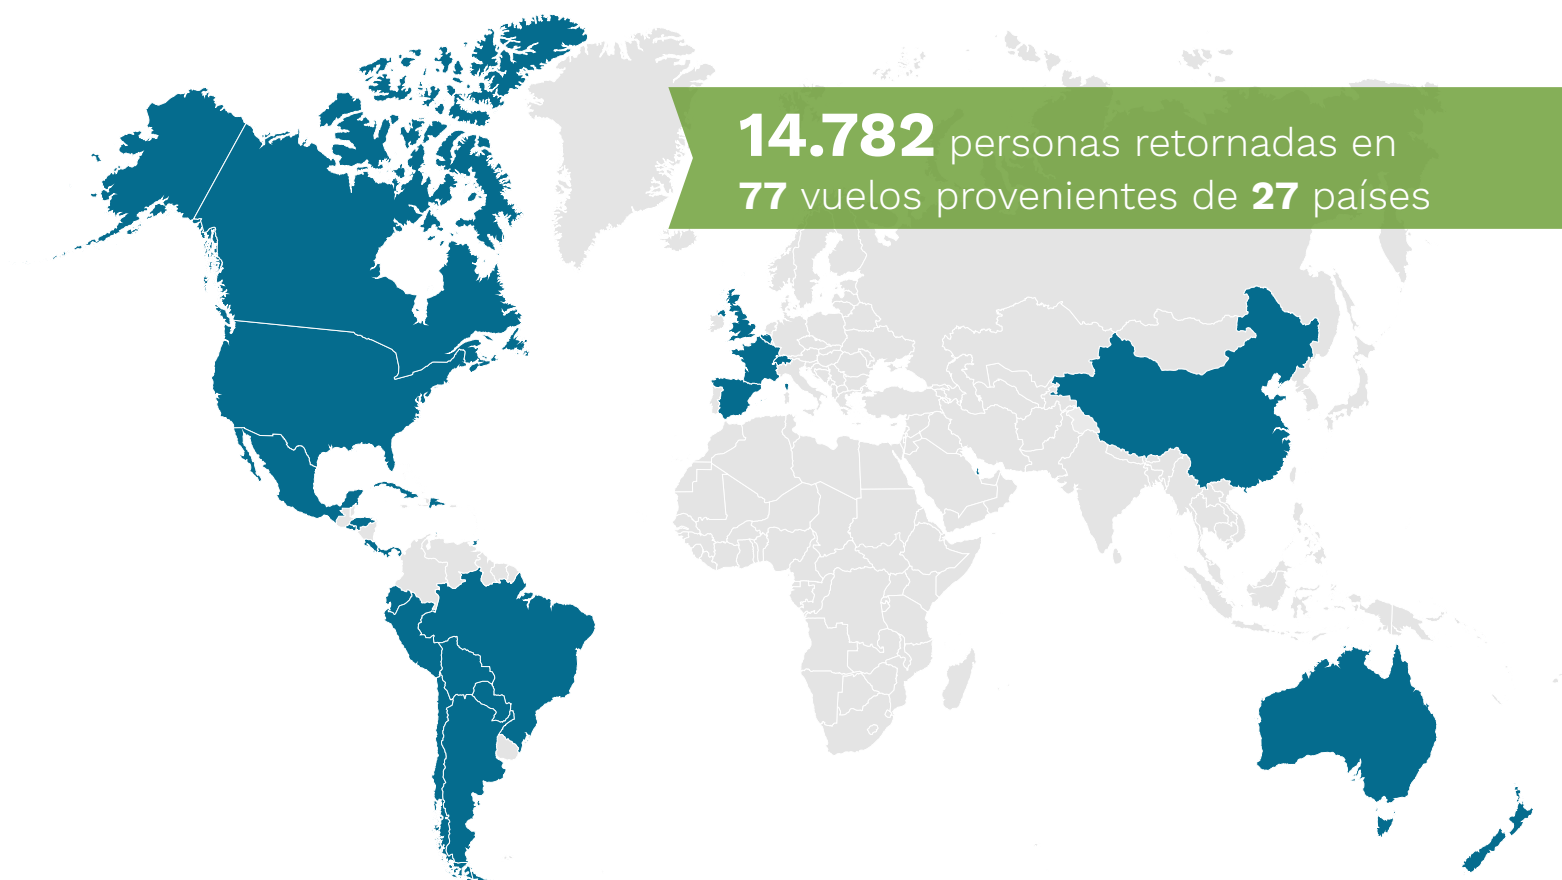 14.782 personas retornadas en
77 vuelos provenientes de 27 países